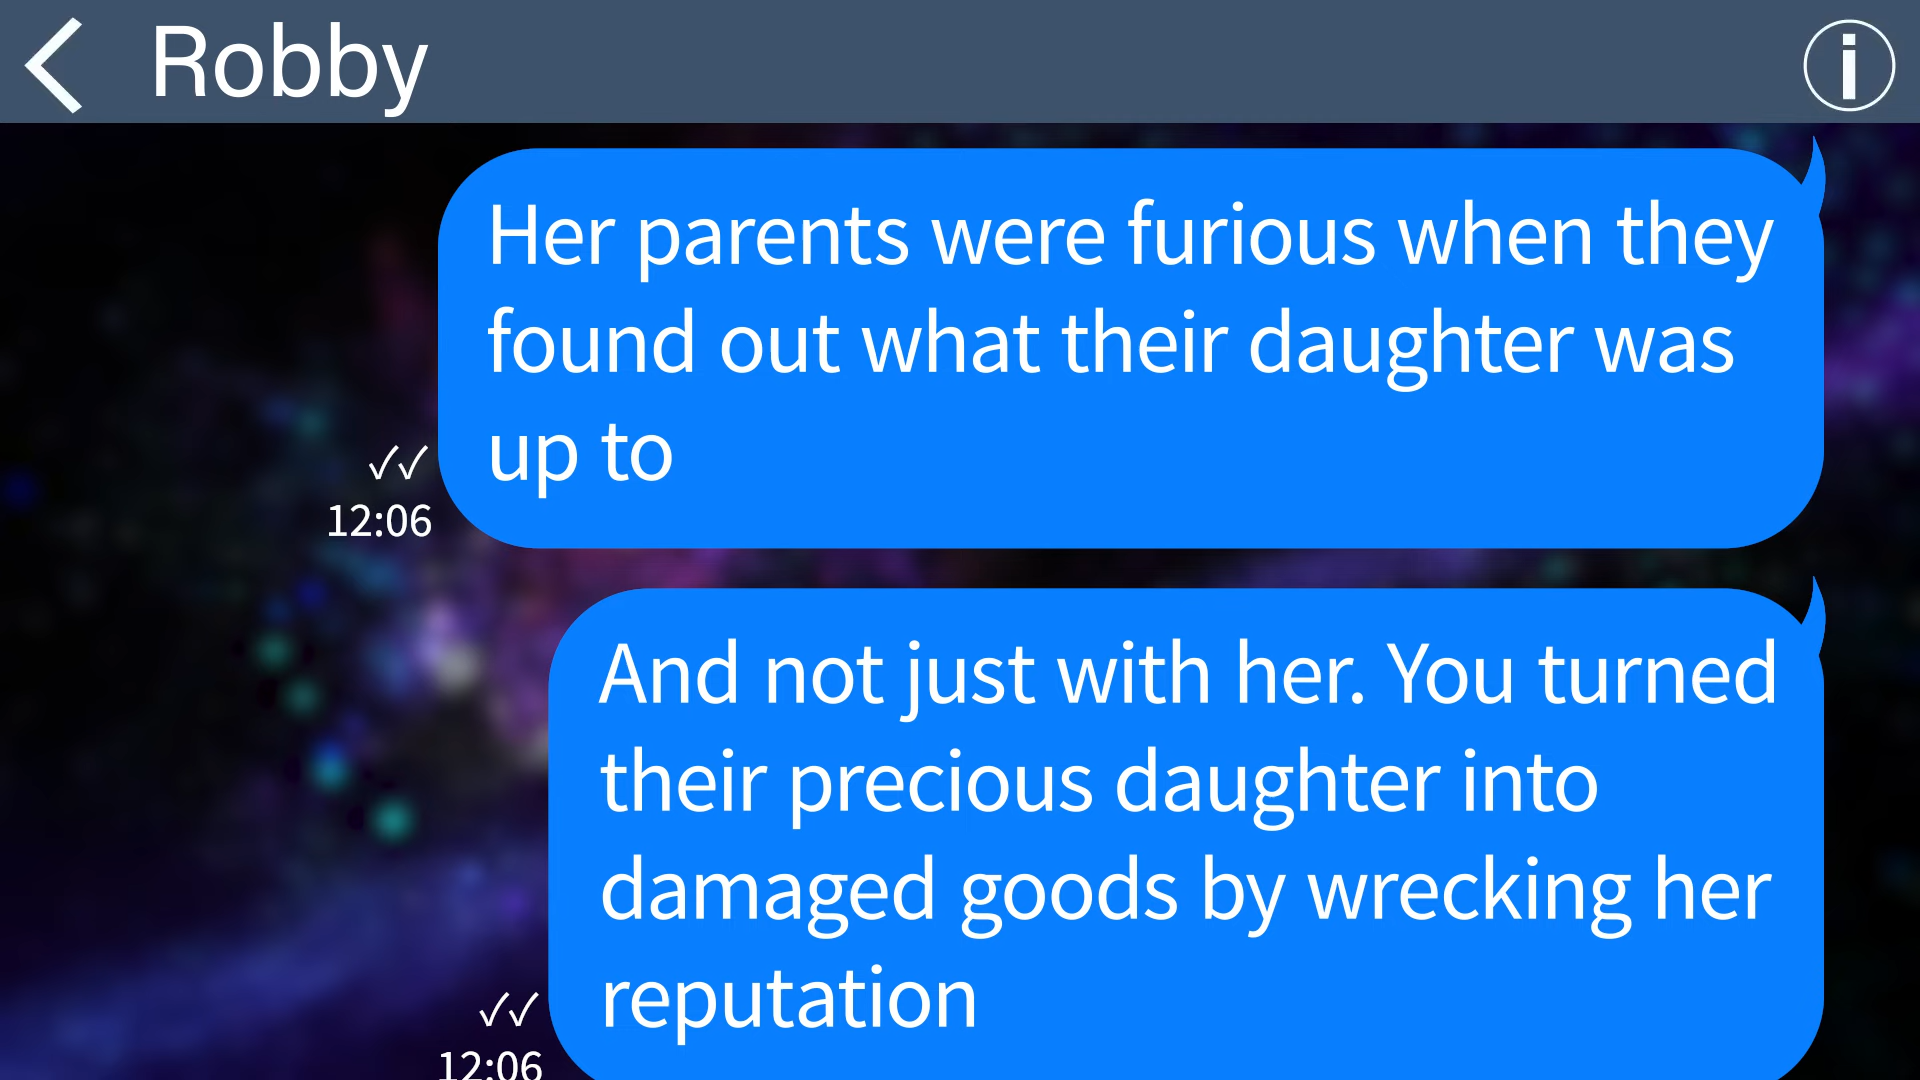 Robby
Her parents were furious when they
found out what their daughter was
up to
✓✓
12:06
And not just with her. You turned
their precious daughter into
damaged goods by wrecking her
reputation
✓✓
12:06